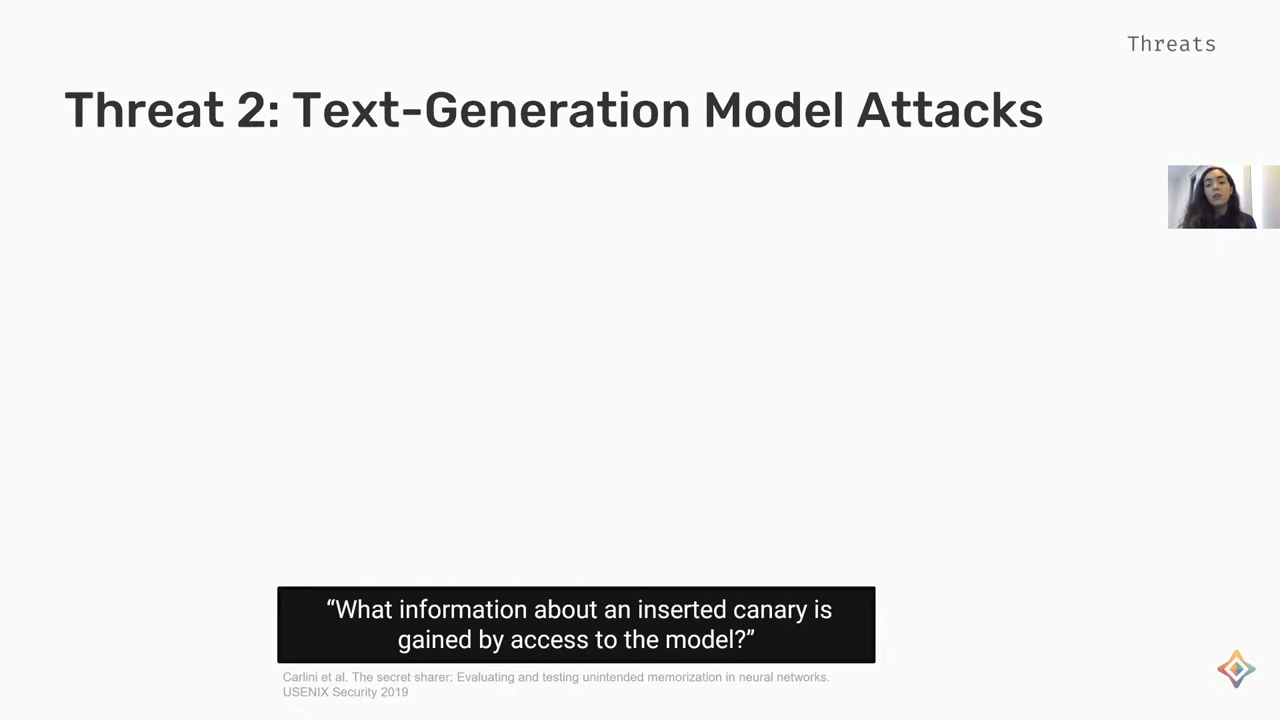 Threats
Threat 2: Text-Generation Model Attacks
“What information about an inserted canary is
gained by access to the model?”
Carlini et al. The secret sharer: Evaluating and testing unintended memorization in neural networks.
USENIX Security 2019